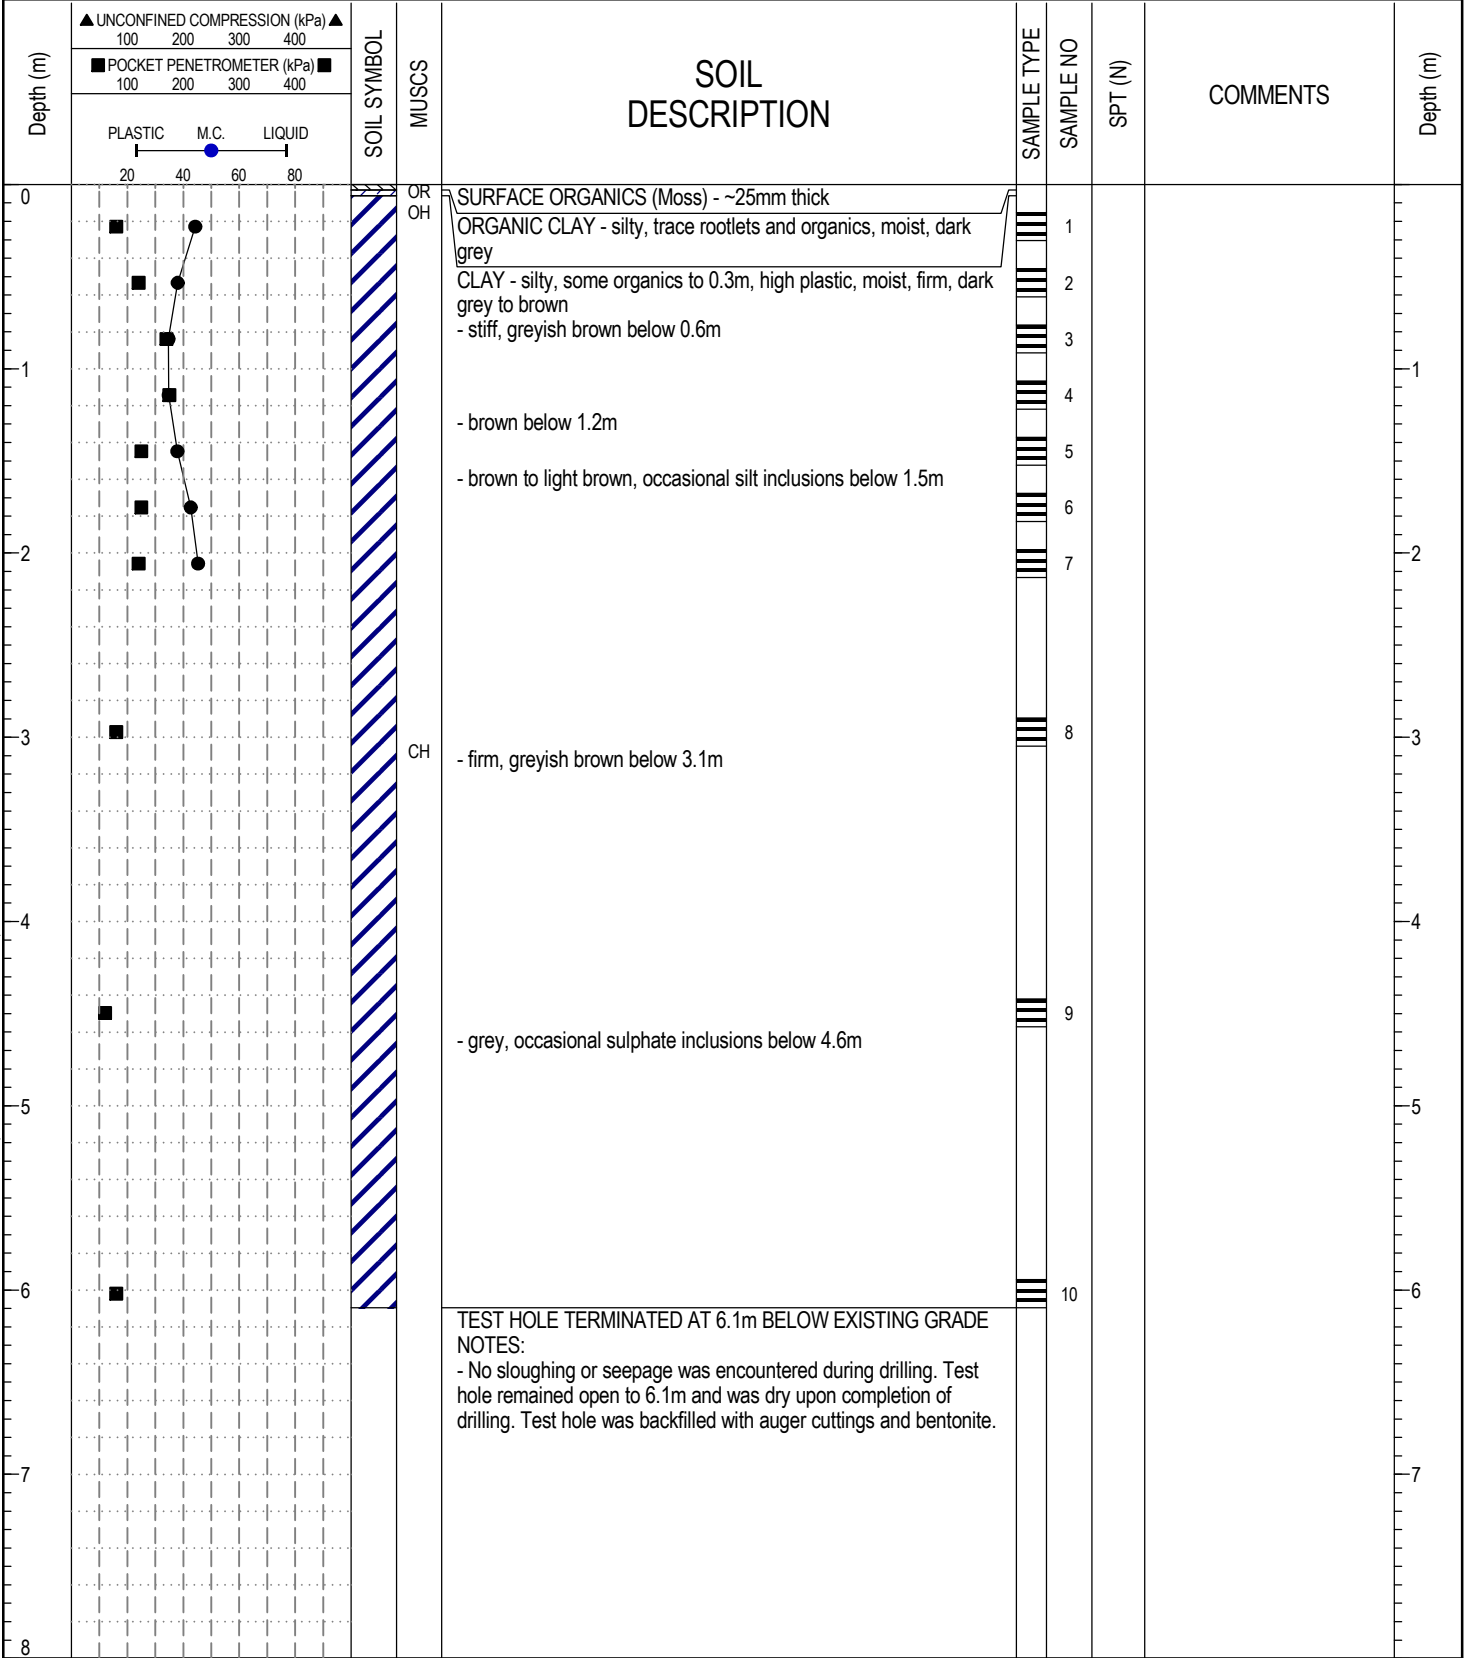 ▲ UNCONFINED COMPRESSION (kPa) ▲
100 200 300 400
■ POCKET PENETROMETER (kPa) ■
100 200 300 400
PLASTIC M.C. LIQUID
20 40 60 80
Depth (m)
SOIL SYMBOL
MUSCS
SOIL
DESCRIPTION
SAMPLE TYPE
SAMPLE NO
SPT (N)
COMMENTS
Depth (m)
0
OR
SURFACE ORGANICS (Moss) - ~25mm thick
OH
ORGANIC CLAY - silty, trace rootlets and organics, moist, dark
grey
1
CLAY - silty, some organics to 0.3m, high plastic, moist, firm, dark
grey to brown
2
- stiff, greyish brown below 0.6m
3
1
1
4
- brown below 1.2m
5
- brown to light brown, occasional silt inclusions below 1.5m
6
2
2
7
3
8
3
CH
- firm, greyish brown below 3.1m
4
4
9
- grey, occasional sulphate inclusions below 4.6m
5
5
6
10
6
TEST HOLE TERMINATED AT 6.1m BELOW EXISTING GRADE
NOTES:
- No sloughing or seepage was encountered during drilling. Test
hole remained open to 6.1m and was dry upon completion of
drilling. Test hole was backfilled with auger cuttings and bentonite.
7
7
8